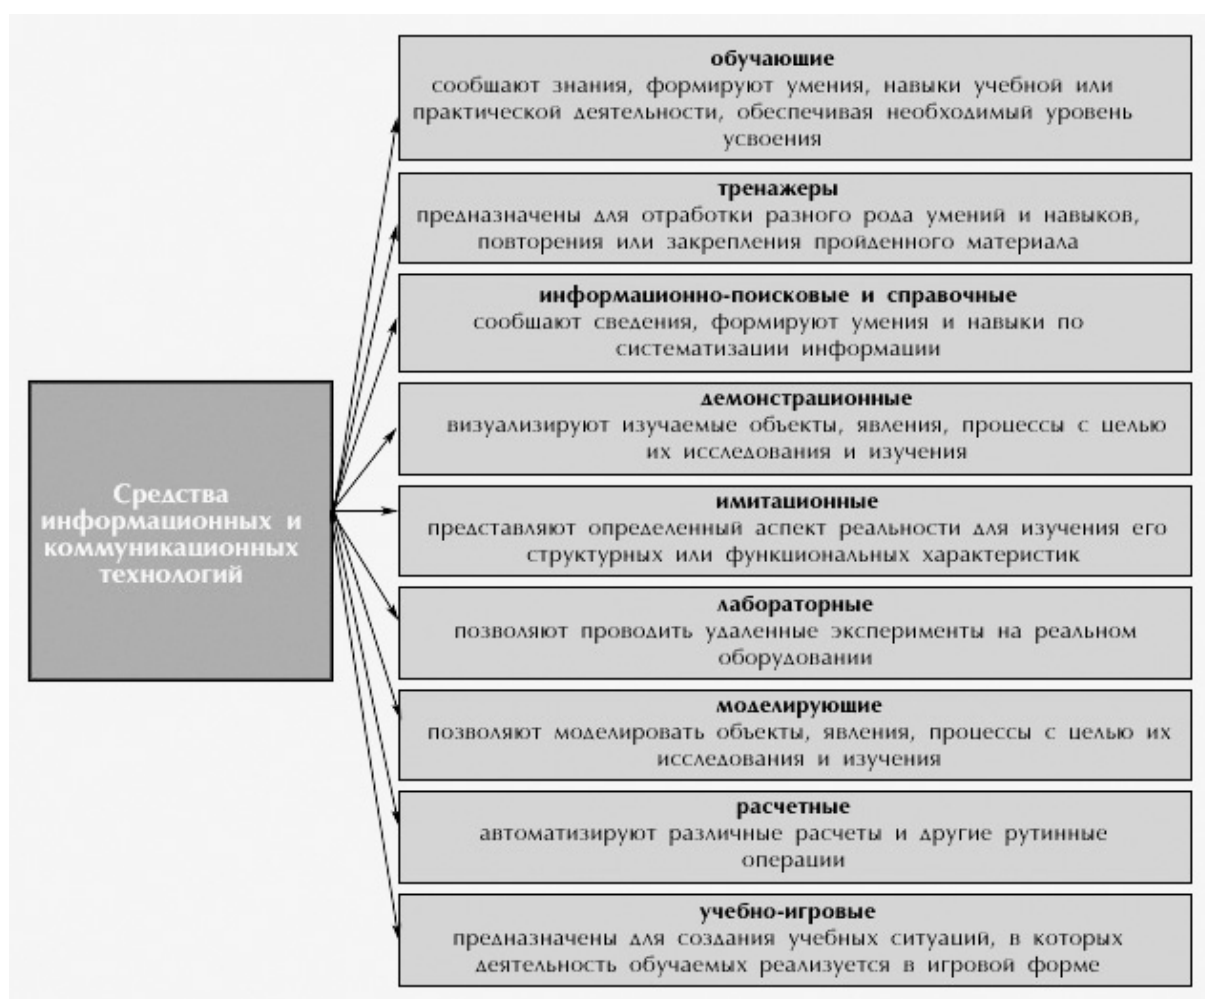 обучающие
сообщают знания, формируют умения, навыки учебной или
практической деятельности, обеспечивая необходимый уровень
усвоения
тренажеры
предназначены для отработки разного рода умений и навыков,
повторения или закрепления пройденного материала
информационно-поисковые и справочные
сообщают сведения, формируют умения и навыки по
систематизации информации
демонстрационные
визуализируют изучаемые объекты, явления, процессы с целью
их исследования и изучения
Средства
информационных и
коммуникационных
технологий
имитационные
представляют определенный аспект реальности для изучения его
структурных или функциональных характеристик
лабораторные
позволяют проводить удаленные эксперименты на реальном
оборудовании
моделирующие
позволяют моделировать объекты, явления, процессы с целью их
исследования и изучения
расчетные
автоматизируют различные расчеты и другие рутинные
операции
учебно-игровые
предназначены для создания учебных ситуаций, в которых
деятельность обучаемых реализуется в игровой форме